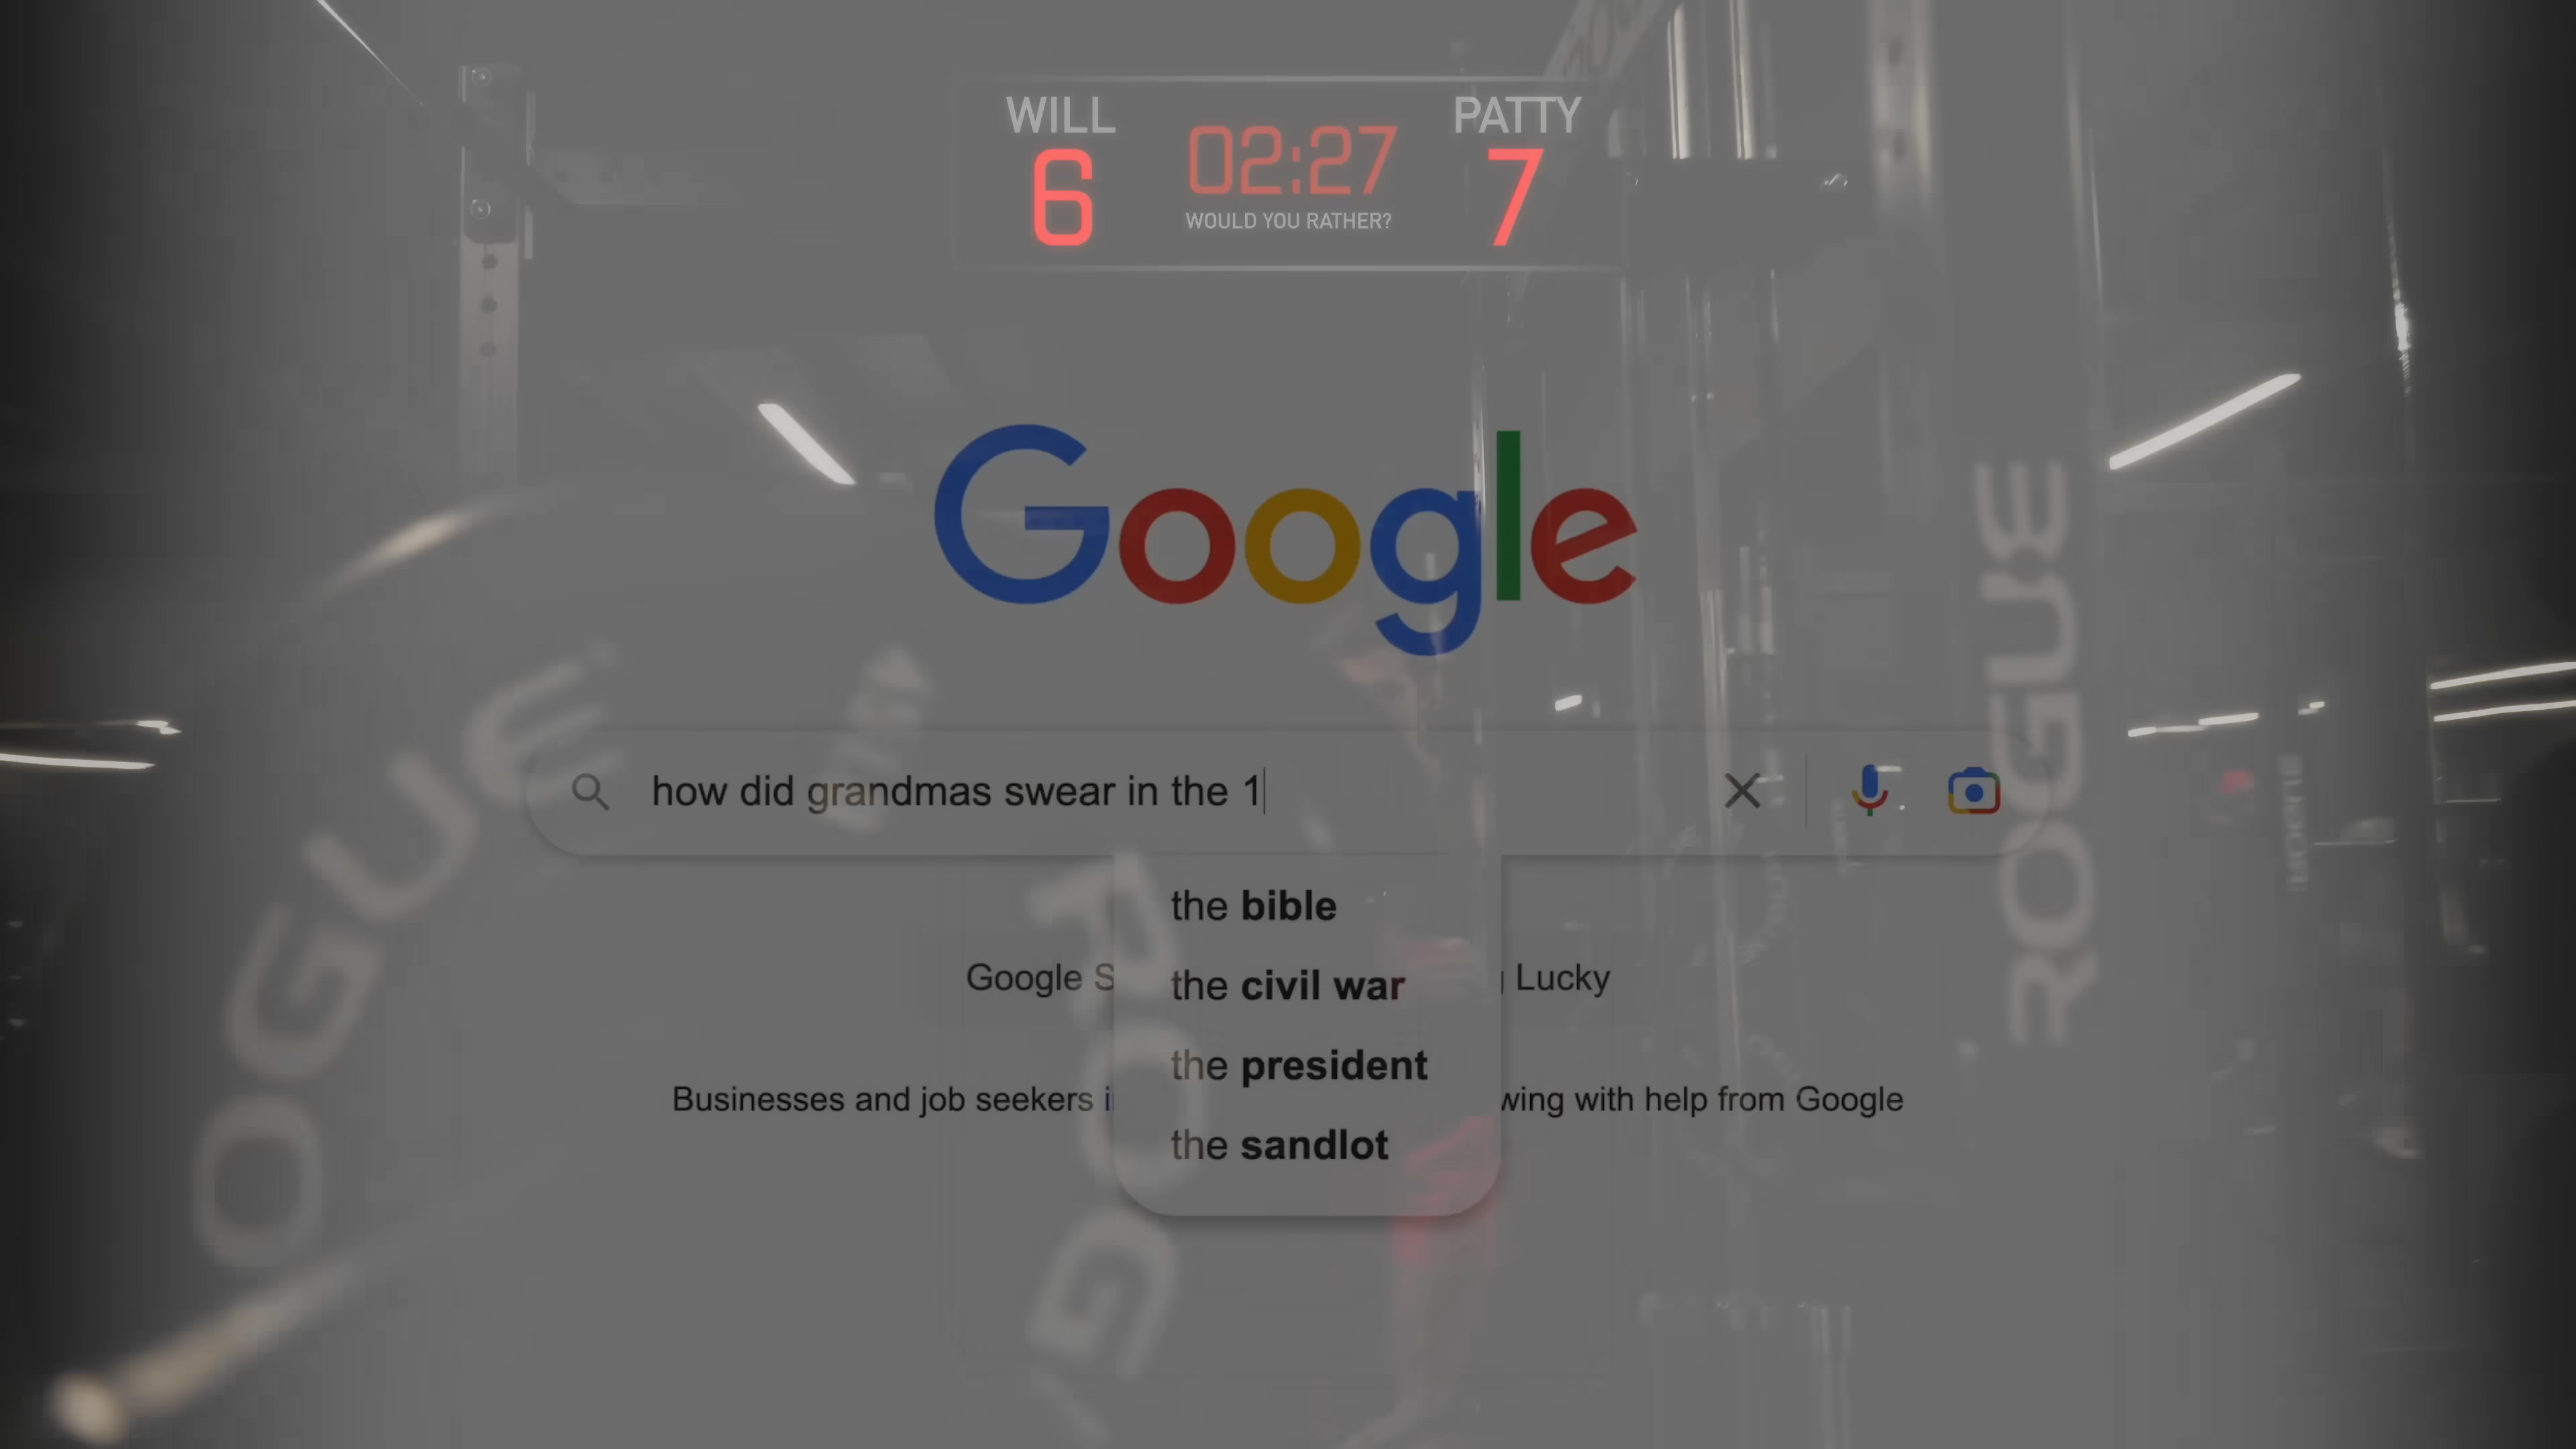 WILL
PATTY
6
02:27
7
WOULD YOU RATHER?
Google
how did grandmas swear in the 1
the bible
Google S
Lucky
the civil war
the president
Businesses and job seekers i
wing with help from Google
the sandlot
OGUE
ROG
ROGUE